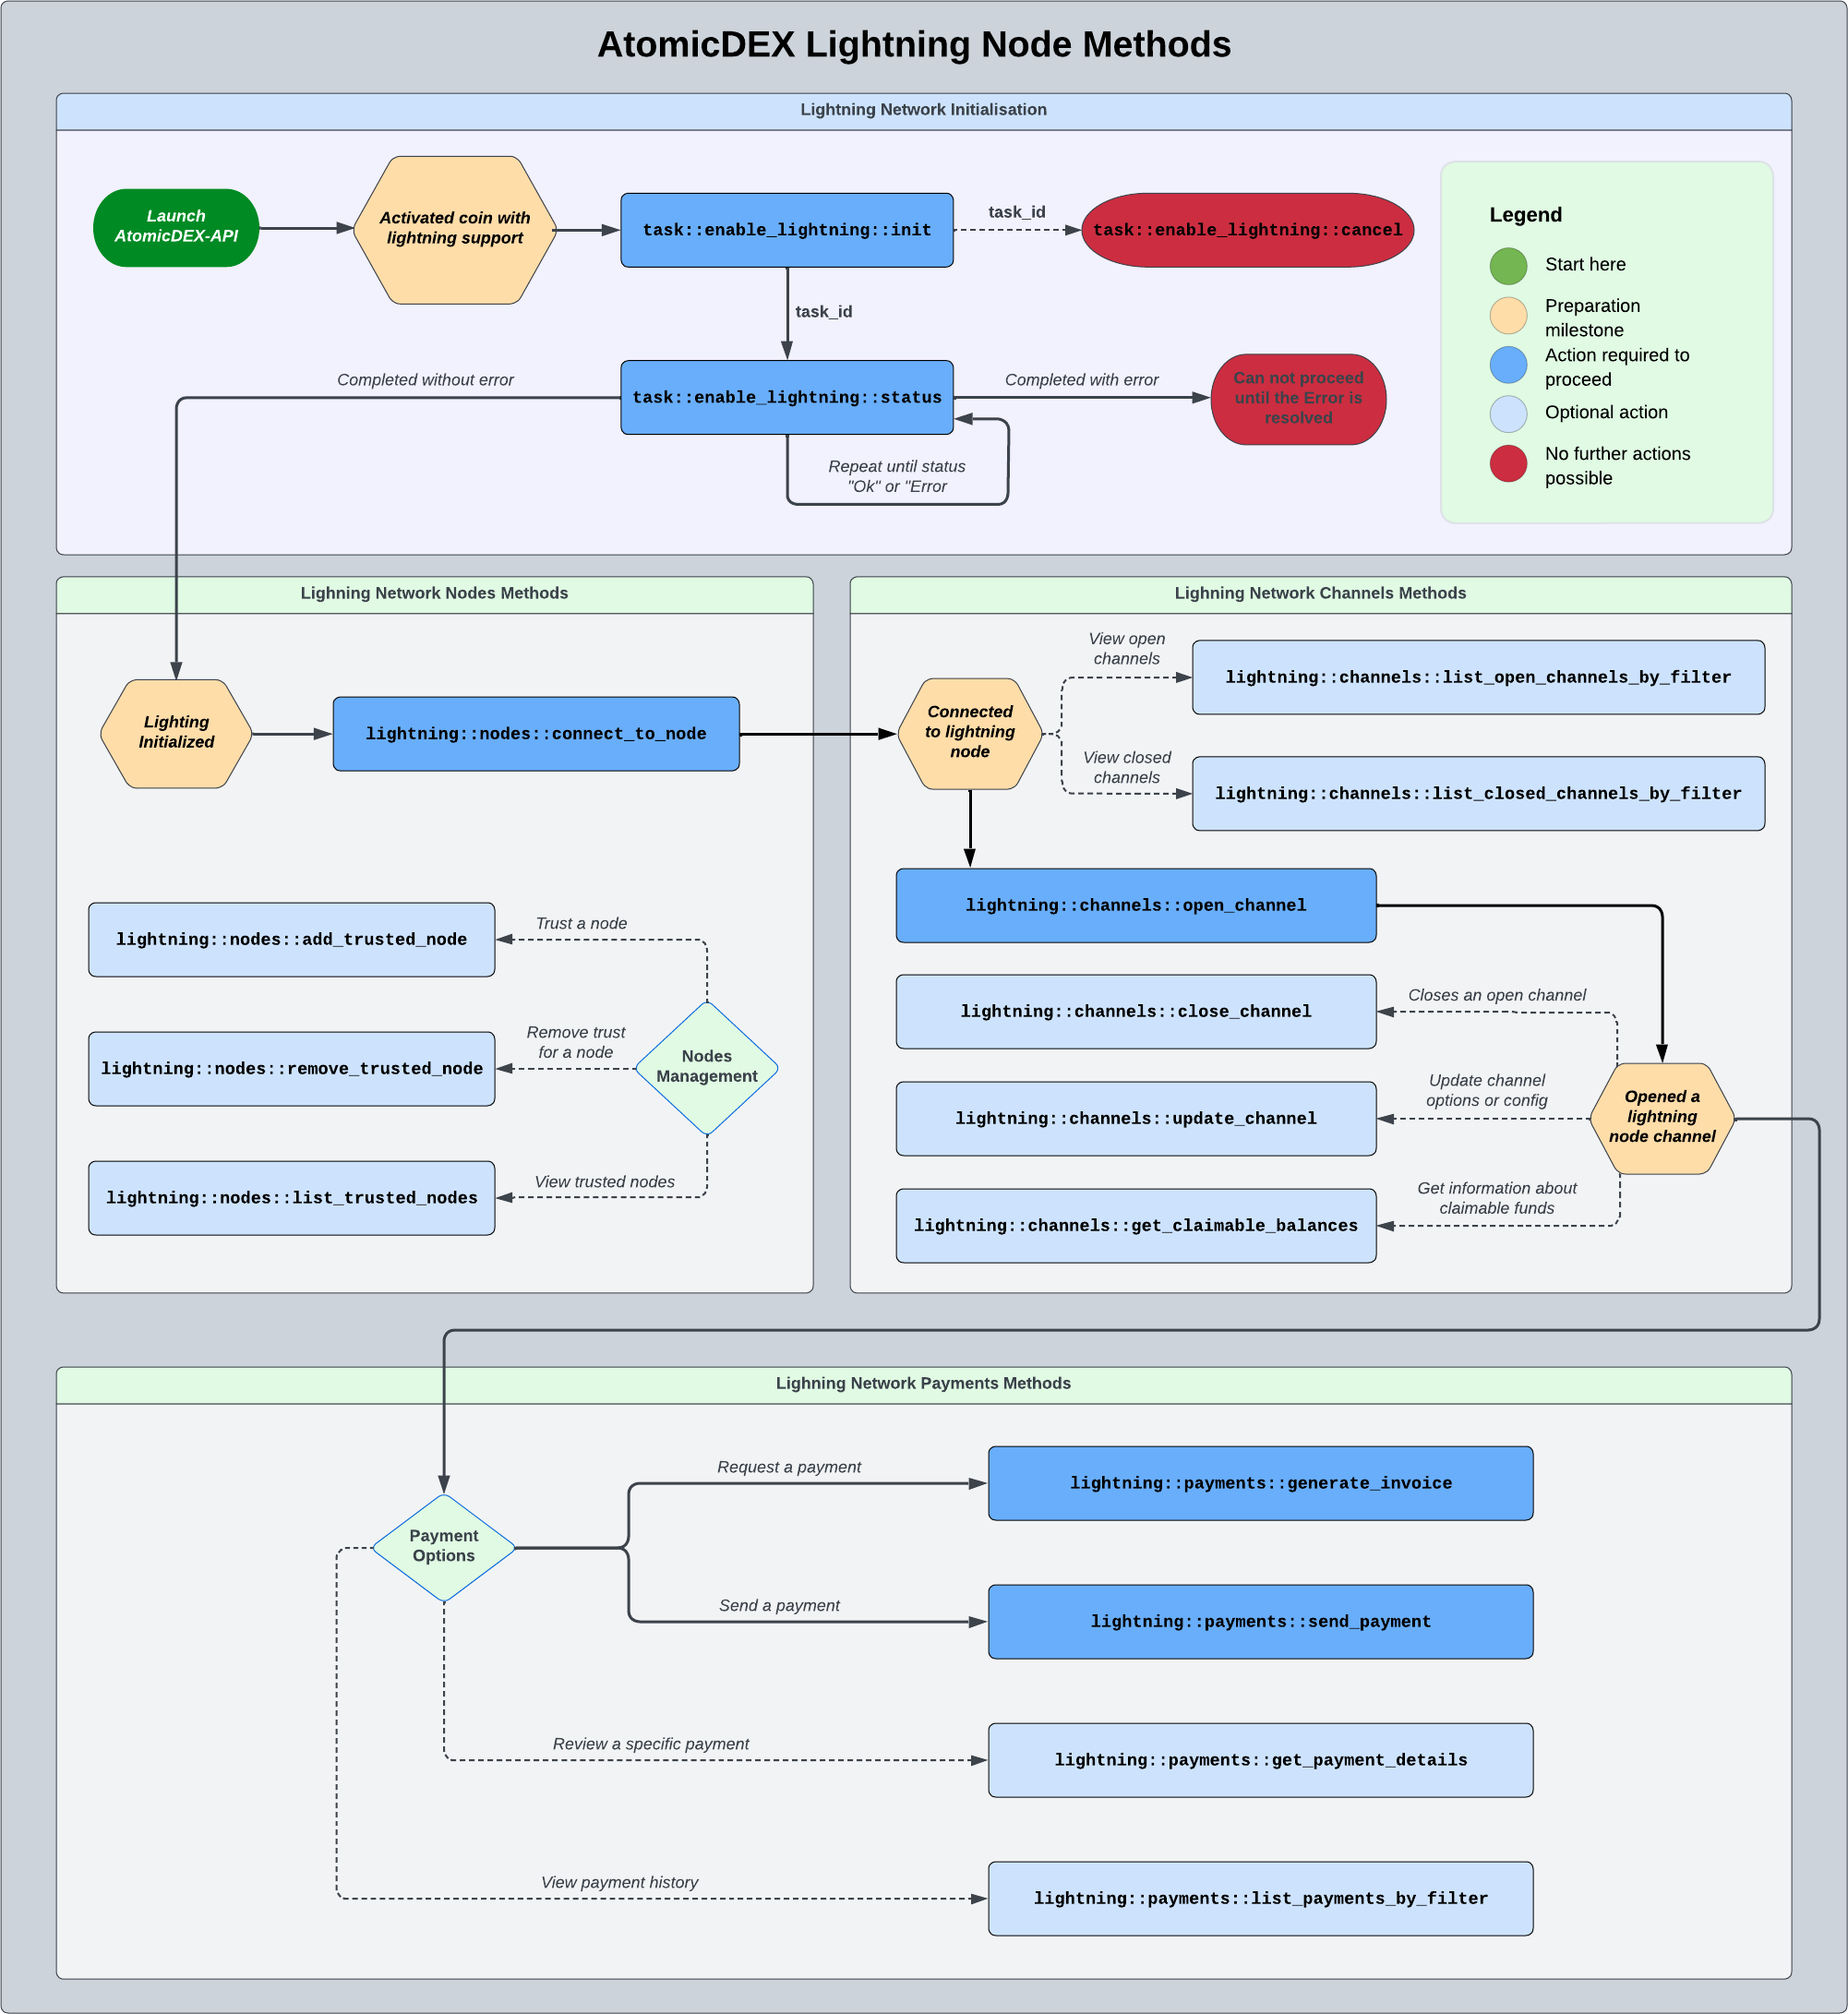 AtomicDEX Lightning Node Methods
Lightning Network Initialisation
Launch
AtomicDEX-API
Activated coin with
lightning support
task::enable_lightning::init
task_id
task::enable_lightning::cancel
task_id
Completed without error
task::enable_lightning::status
Completed with error
Can not proceed
until the Error is
resolved
Repeat until status
"Ok" or "Error
Legend
Start here
Preparation
milestone
Action required to
proceed
Optional action
No further actions
possible
Lighning Network Nodes Methods
Lighting
Initialized
lightning::nodes::connect_to_node
lightning::nodes::add_trusted_node
Trust a node
lightning::nodes::remove_trusted_node
Remove trust
for a node
Nodes
Management
lightning::nodes::list_trusted_nodes
View trusted nodes
Lighning Network Channels Methods
Connected
to lightning
node
View open
channels
lightning::channels::list_open_channels_by_filter
View closed
channels
lightning::channels::list_closed_channels_by_filter
lightning::channels::open_channel
lightning::channels::close_channel
Closes an open channel
lightning::channels::update_channel
Update channel
options or config
Opened a
lightning
node channel
lightning::channels::get_claimable_balances
Get information about
claimable funds
Lighning Network Payments Methods
Payment
Options
Request a payment
lightning::payments::generate_invoice
Send a payment
lightning::payments::send_payment
Review a specific payment
lightning::payments::get_payment_details
View payment history
lightning::payments::list_payments_by_filter